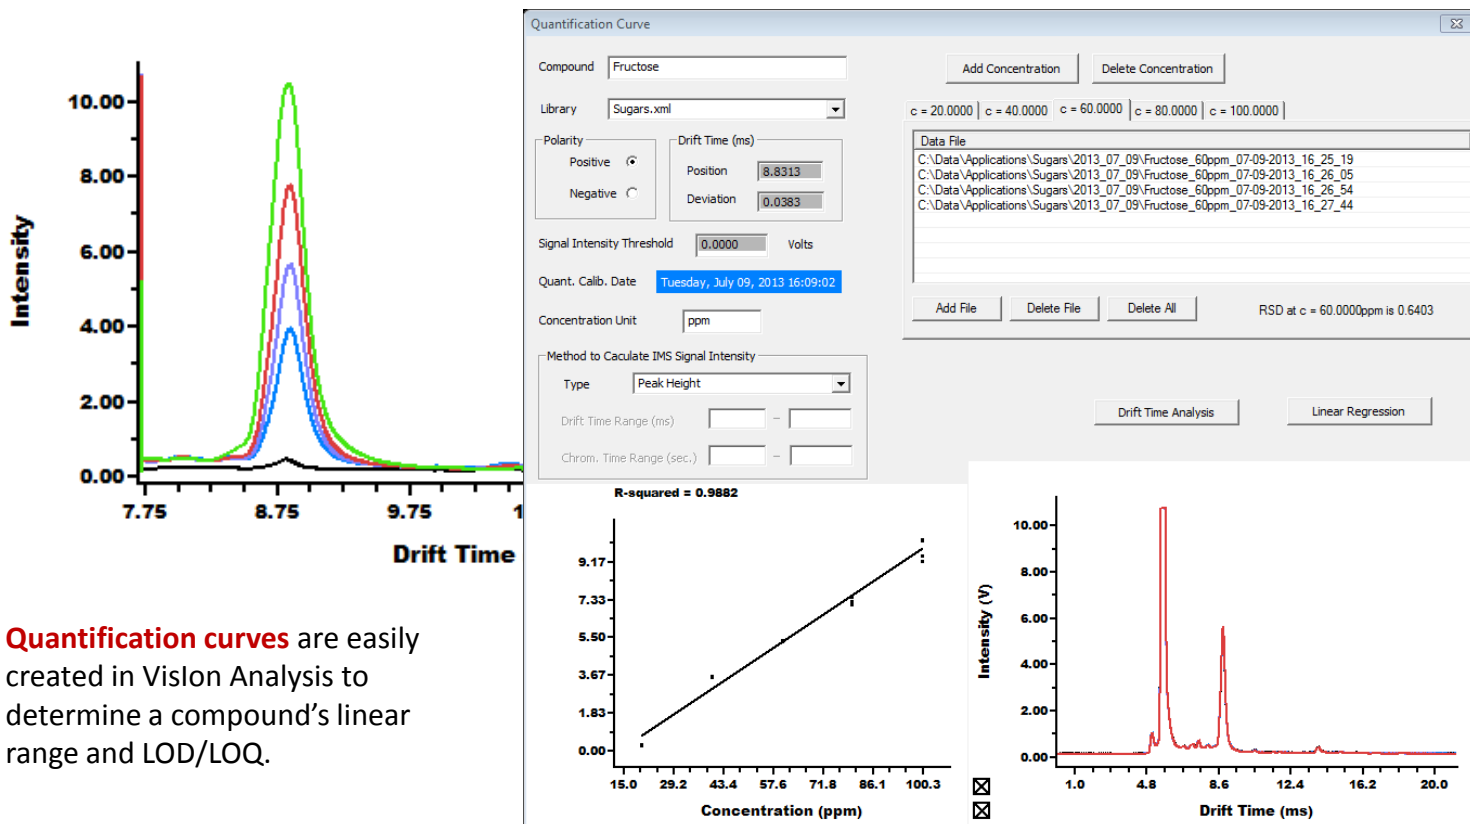 10.00
8.00
6.00
4.00
2.00
0.00
Intensity
7.75 8.75 9.75 1
Drift Time
Quantification curves are easily
created in VisIon Analysis to
determine a compound's linear
range and LOD/LOQ.
Quantification Curve
Compound Fructose
Library Sugars.xml
Polarity
Positive
Negative
Drift Time (ms)
Position 8.8313
Deviation 0.0383
Signal Intensity Threshold 0.0000 Volts
Quant. Calib. Date Tuesday, July 09, 2013 16:09:02
Concentration Unit ppm
Method to Caculate IMS Signal Intensity
Type Peak Height
Drift Time Range (ms) –
Chrom. Time Range (sec.) –
Add Concentration Delete Concentration
c = 20.0000 c = 40.0000 c = 60.0000 c = 80.0000 c = 100.0000
Data File
C:\Data\Applications\Sugars\2013_07_09\Fructose_60ppm_07-09-2013_16_25_19
C:\Data\Applications\Sugars\2013_07_09\Fructose_60ppm_07-09-2013_16_26_05
C:\Data\Applications\Sugars\2013_07_09\Fructose_60ppm_07-09-2013_16_26_54
C:\Data\Applications\Sugars\2013_07_09\Fructose_60ppm_07-09-2013_16_27_44
Add File Delete File Delete All RSD at c = 60.0000ppm is 0.6403
Drift Time Analysis Linear Regression
R-squared = 0.9882
9.17
7.33
5.50
3.67
1.83
0.00
15.0 29.2 43.4 57.6 71.8 86.1 100.3
Concentration (ppm)
10.00
8.00
6.00
4.00
2.00
0.00
Intensity (V)
1.0 4.8 8.6 12.4 16.2 20.0
Drift Time (ms)